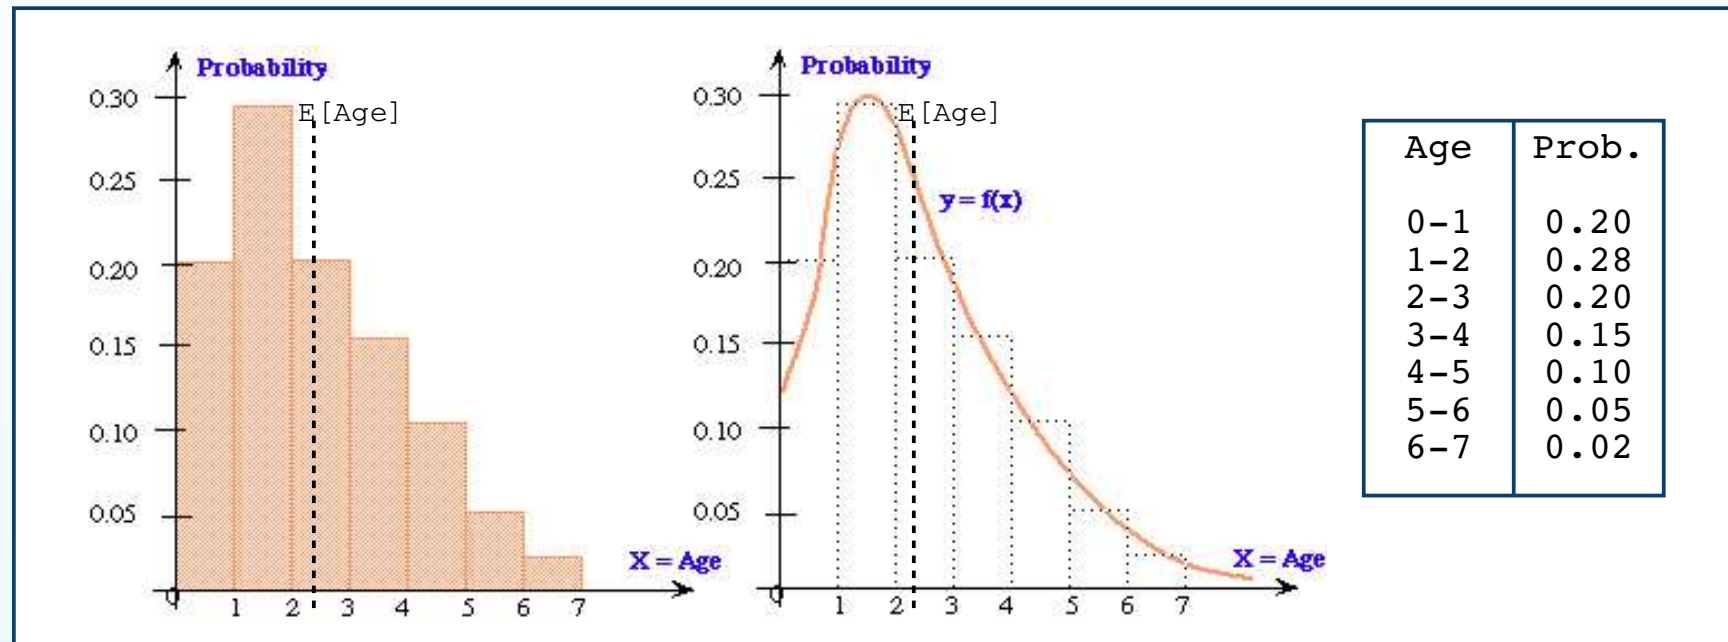 Probability
0.30
E[Age]
0.25
0.20
0.15
0.10
0.05
X = Age
0
1 2 3 4 5 6 7
Probability
0.30
E[Age]
0.25
y = f(x)
0.20
0.15
0.10
0.05
X = Age
0
1 2 3 4 5 6 7
Age Prob.
0-1 0.20
1-2 0.28
2-3 0.20
3-4 0.15
4-5 0.10
5-6 0.05
6-7 0.02